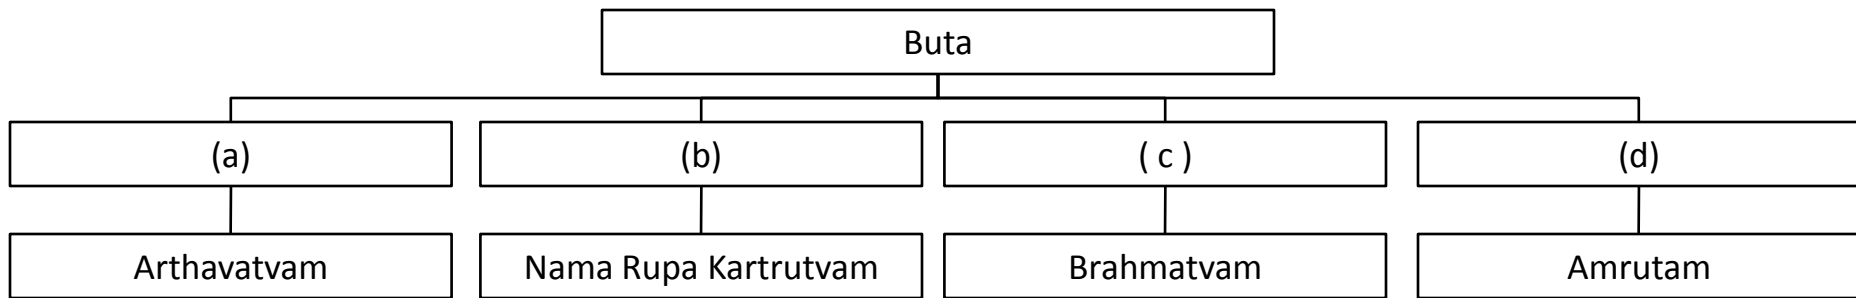 Buta
(a)
(b)
( c )
(d)
Arthavatvam
Nama Rupa Kartrutvam
Brahmatvam
Amrutam